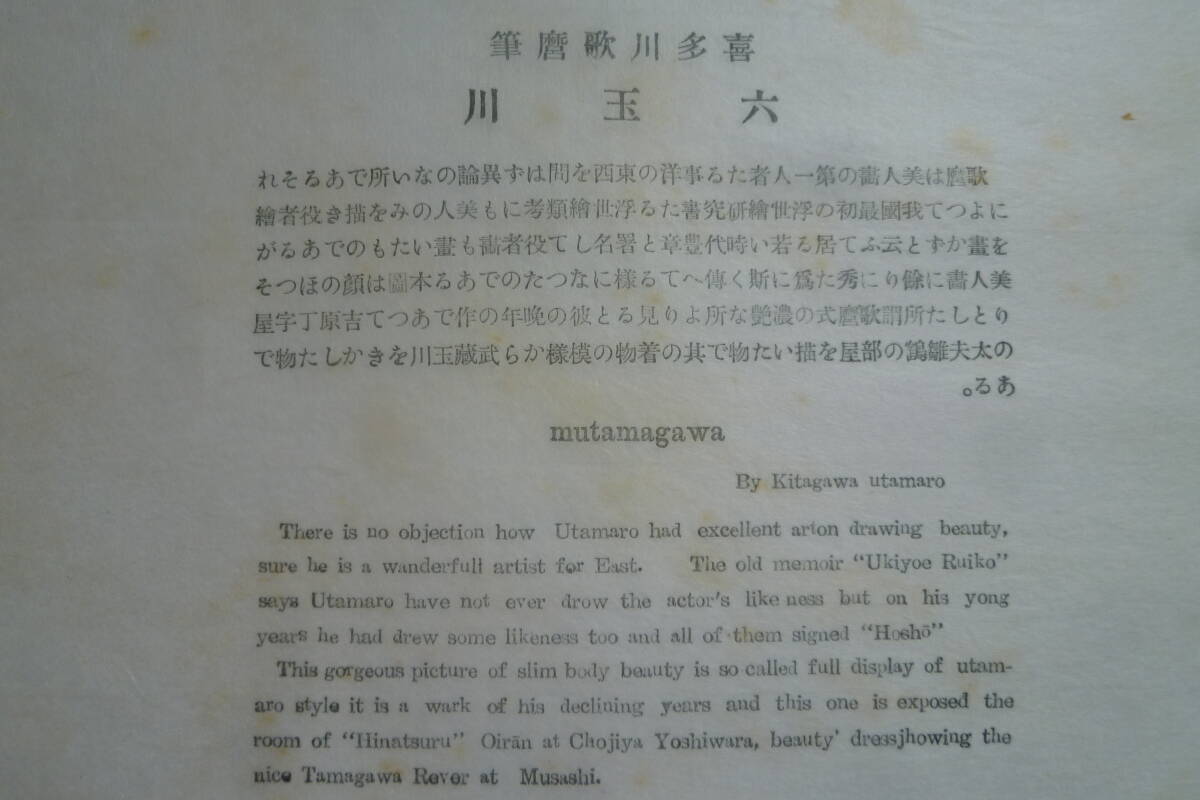 喜多川歌麿筆
六玉川
歌麿は美人畵の第一人者たる事洋の東西を問はず異論のない所であるそれ
によつて我國最初の浮世繪研究書たる浮世繪類考にも美人のみを描き役者繪
を畫かずと云ふて居る若い時代豊章と署名して役者畵も畫いたものであるが
美人畵に餘りに秀た爲に斯く傳へてる樣になつたのである本圖は顔のほつそ
りとした所謂歌麿式の濃艶な所より見ると彼の晩年の作であつて吉原丁字屋
の太夫雛鶴の部屋を描いた物で其の着物の模樣から武藏玉川をきかした物で
ある。
mutamagawa
By Kitagawa utamaro
There is no objection how Utamaro had excellent arton drawing beauty,
sure he is a wanderfull artist for East. The old memoir “Ukiyoe Ruiko”
says Utamaro have not ever drow the actor's like ness but on his yong
years he had drew some likeness too and all of them signed “Hoshō”
This gorgeous picture of slim body beauty is so called full display of utam-
aro style it is a wark of his declining years and this one is exposed the
room of “Hinatsuru” Oirān at Chojiya Yoshiwara, beauty' dressjhowing the
nice Tamagawa Rever at Musashi.